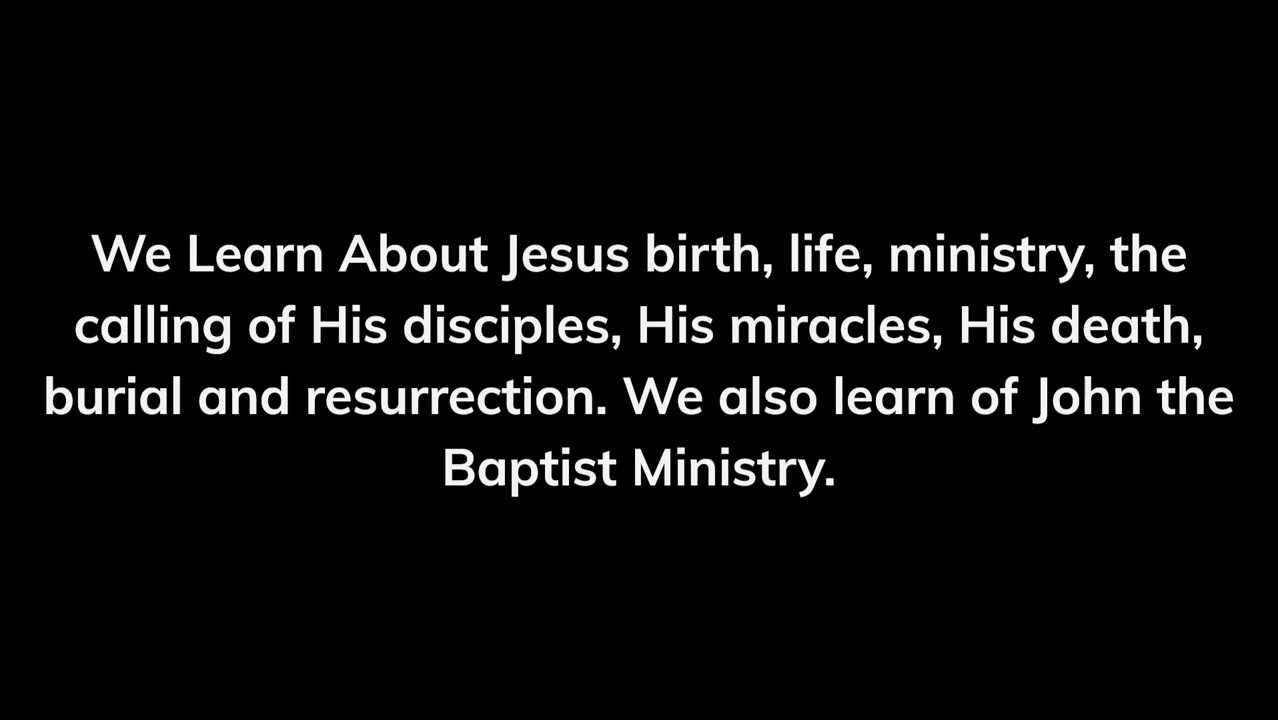 We Learn About Jesus birth, life, ministry, the
calling of His disciples, His miracles, His death,
burial and resurrection. We also learn of John the
Baptist Ministry.